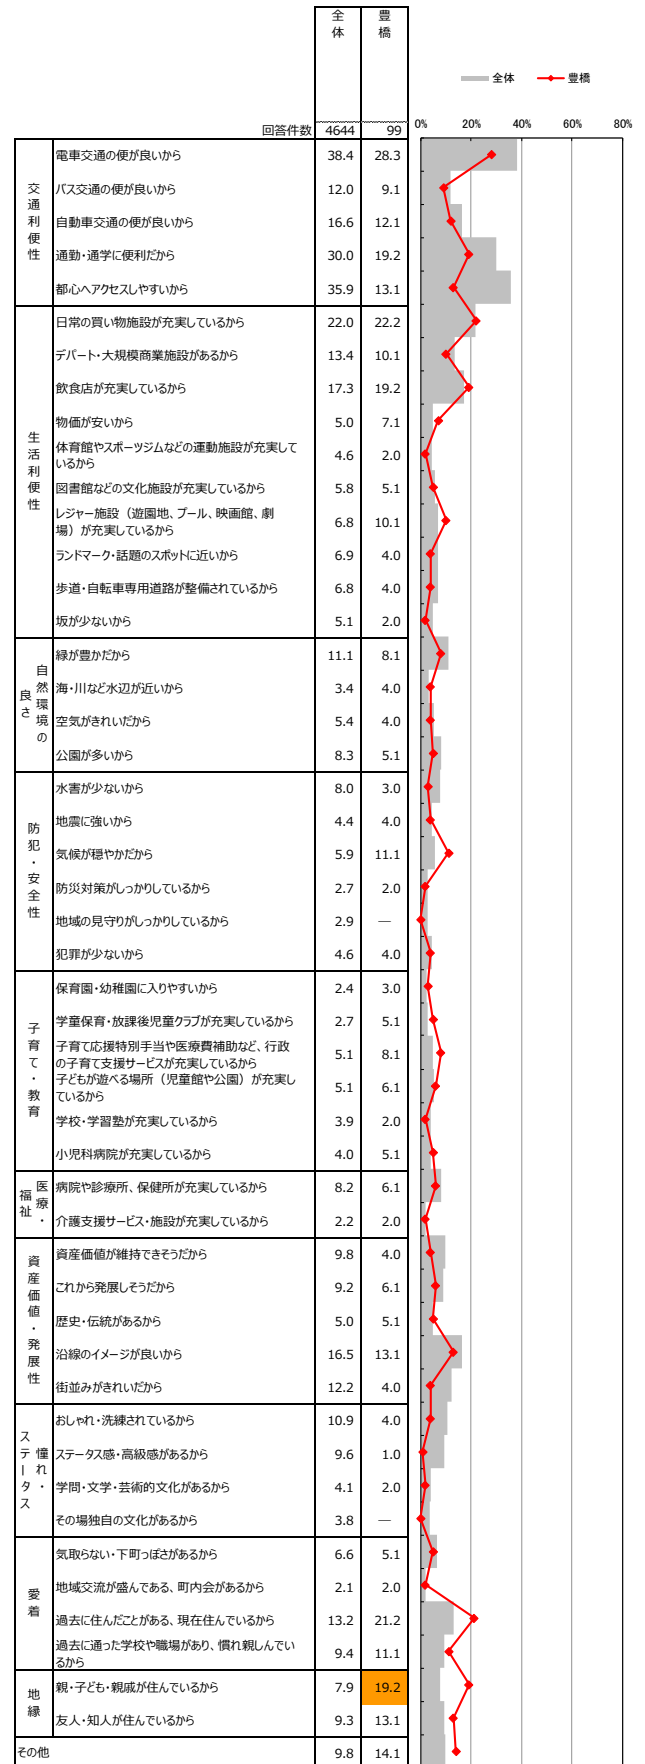 全体
豊橋
全体 豊橋
回答件数 4644 99
0% 20% 40% 60% 80%
交通利便性
電車交通の便が良いから 38.4 28.3
バス交通の便が良いから 12.0 9.1
自動車交通の便が良いから 16.6 12.1
通勤・通学に便利だから 30.0 19.2
都心へアクセスしやすいから 35.9 13.1
生活利便性
日常の買い物施設が充実しているから 22.0 22.2
デパート・大規模商業施設があるから 13.4 10.1
飲食店が充実しているから 17.3 19.2
物価が安いから 5.0 7.1
体育館やスポーツジムなどの運動施設が充実して
いるから 4.6 2.0
図書館などの文化施設が充実しているから 5.8 5.1
レジャー施設（遊園地、プール、映画館、劇
場）が充実しているから 6.8 10.1
ランドマーク・話題のスポットに近いから 6.9 4.0
歩道・自転車専用道路が整備されているから 6.8 4.0
坂が少ないから 5.1 2.0
自然環境の
良さ
緑が豊かだから 11.1 8.1
海・川など水辺が近いから 3.4 4.0
空気がきれいだから 5.4 4.0
公園が多いから 8.3 5.1
防犯・安全性
水害が少ないから 8.0 3.0
地震に強いから 4.4 4.0
気候が穏やかだから 5.9 11.1
防災対策がしっかりしているから 2.7 2.0
地域の見守りがしっかりしているから 2.9 ―
犯罪が少ないから 4.6 4.0
子育て・教育
保育園・幼稚園に入りやすいから 2.4 3.0
学童保育・放課後児童クラブが充実しているから 2.7 5.1
子育て応援特別手当や医療費補助など、行政
の子育て支援サービスが充実しているから 5.1 8.1
子どもが遊べる場所（児童館や公園）が充実し
ているから 5.1 6.1
学校・学習塾が充実しているから 3.9 2.0
小児科病院が充実しているから 4.0 5.1
医療・
福祉
病院や診療所、保健所が充実しているから 8.2 6.1
介護支援サービス・施設が充実しているから 2.2 2.0
資産価値・発展性
資産価値が維持できそうだから 9.8 4.0
これから発展しそうだから 9.2 6.1
歴史・伝統があるから 5.0 5.1
沿線のイメージが良いから 16.5 13.1
街並みがきれいだから 12.2 4.0
憧れ・
ステータス
おしゃれ・洗練されているから 10.9 4.0
ステータス感・高級感があるから 9.6 1.0
学問・文学・芸術的文化があるから 4.1 2.0
その場独自の文化があるから 3.8 ―
愛着
気取らない・下町っぽさがあるから 6.6 5.1
地域交流が盛んである、町内会があるから 2.1 2.0
過去に住んだことがある、現在住んでいるから 13.2 21.2
過去に通った学校や職場があり、慣れ親しんでい
るから 9.4 11.1
地縁
親・子ども・親戚が住んでいるから 7.9 19.2
友人・知人が住んでいるから 9.3 13.1
その他 9.8 14.1